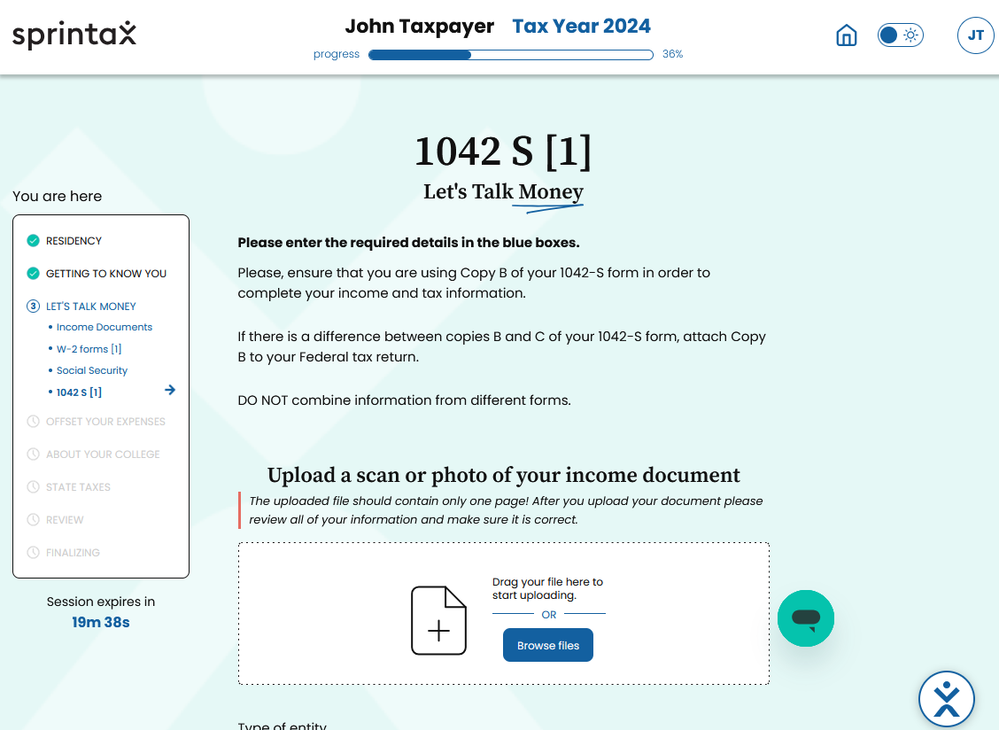 sprintax
John Taxpayer Tax Year 2024
progress 36%
JT
1042 S [1]
Let's Talk Money
You are here
RESIDENCY
GETTING TO KNOW YOU
3 LET'S TALK MONEY
• Income Documents
• W-2 forms [1]
• Social Security
• 1042 S [1]
OFFSET YOUR EXPENSES
ABOUT YOUR COLLEGE
STATE TAXES
REVIEW
FINALIZING
Session expires in
19m 38s
Please enter the required details in the blue boxes.
Please, ensure that you are using Copy B of your 1042-S form in order to
complete your income and tax information.
If there is a difference between copies B and C of your 1042-S form, attach Copy
B to your Federal tax return.
DO NOT combine information from different forms.
Upload a scan or photo of your income document
The uploaded file should contain only one page! After you upload your document please
review all of your information and make sure it is correct.
Drag your file here to
start uploading.
OR
Browse files
Type of entity